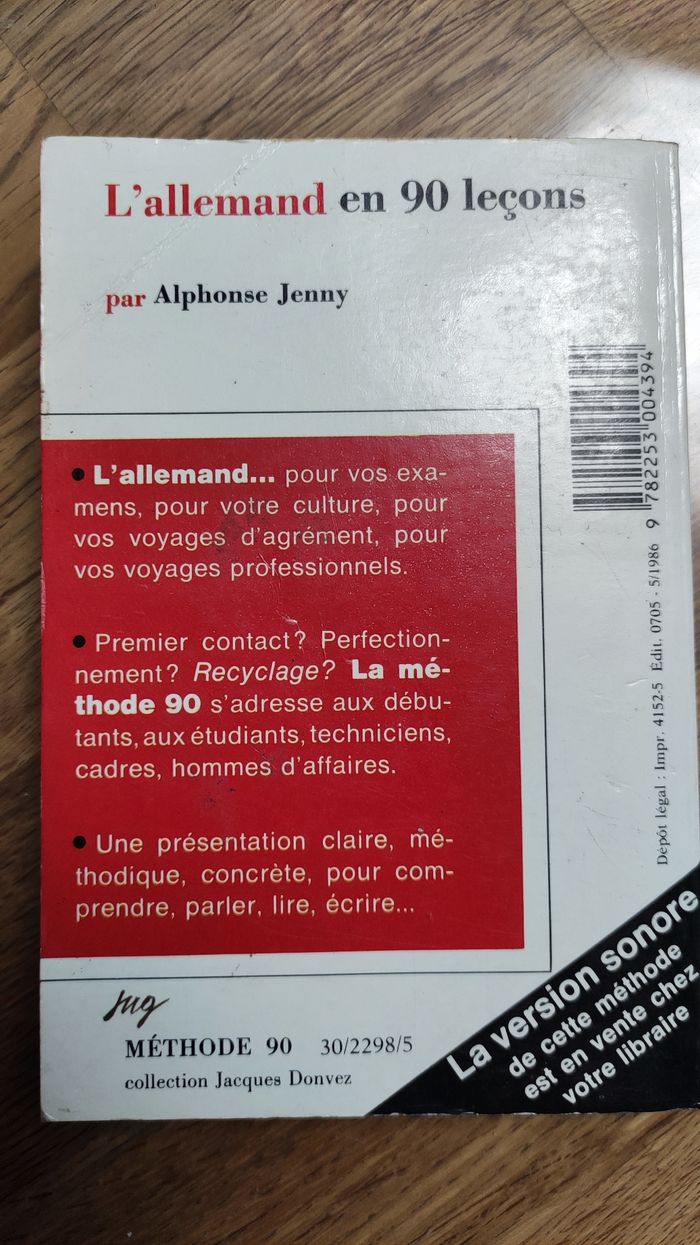 L'allemand en 90 leçons
par Alphonse Jenny
9 782253 004394
• L'allemand... pour vos exa-
mens, pour votre culture, pour
vos voyages d'agrément, pour
vos voyages professionnels.
• Premier contact? Perfection-
nement? Recyclage? La mé-
thode 90 s'adresse aux débu-
tants, aux étudiants, techniciens,
cadres, hommes d'affaires.
• Une présentation claire, mé-
thodique, concrète, pour com-
prendre, parler, lire, écrire...
Dépôt légal : Impr. 4152-5 Édit. 0705 - 5/1986
MÉTHODE 90 30/2298/5
collection Jacques Donvez
La version sonore
de cette méthode
est en vente chez
votre libraire